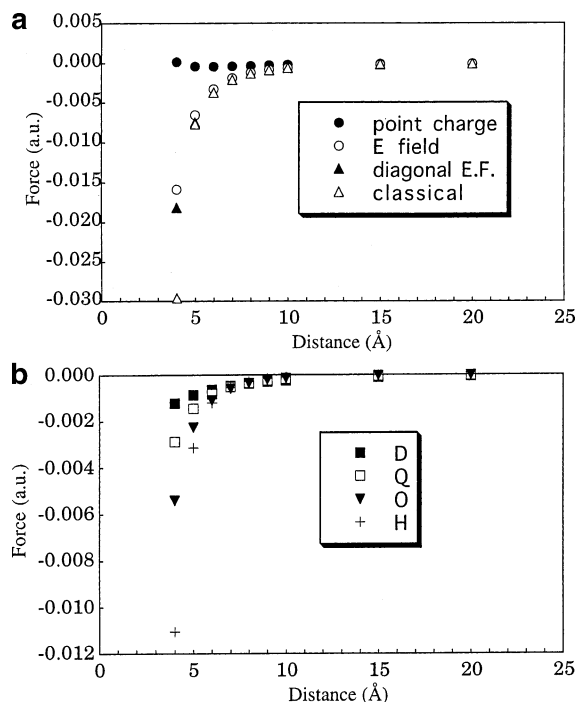 a
0.005
0.000
-0.005
-0.010
-0.015
-0.020
-0.025
-0.030
Force (a.u.)
point charge
E field
diagonal E.F.
classical
0 5 10 15 20 25
Distance (Å)
b
0.000
-0.002
-0.004
-0.006
-0.008
-0.010
-0.012
Force (a.u.)
D
Q
O
H
0 5 10 15 20 25
Distance (Å)